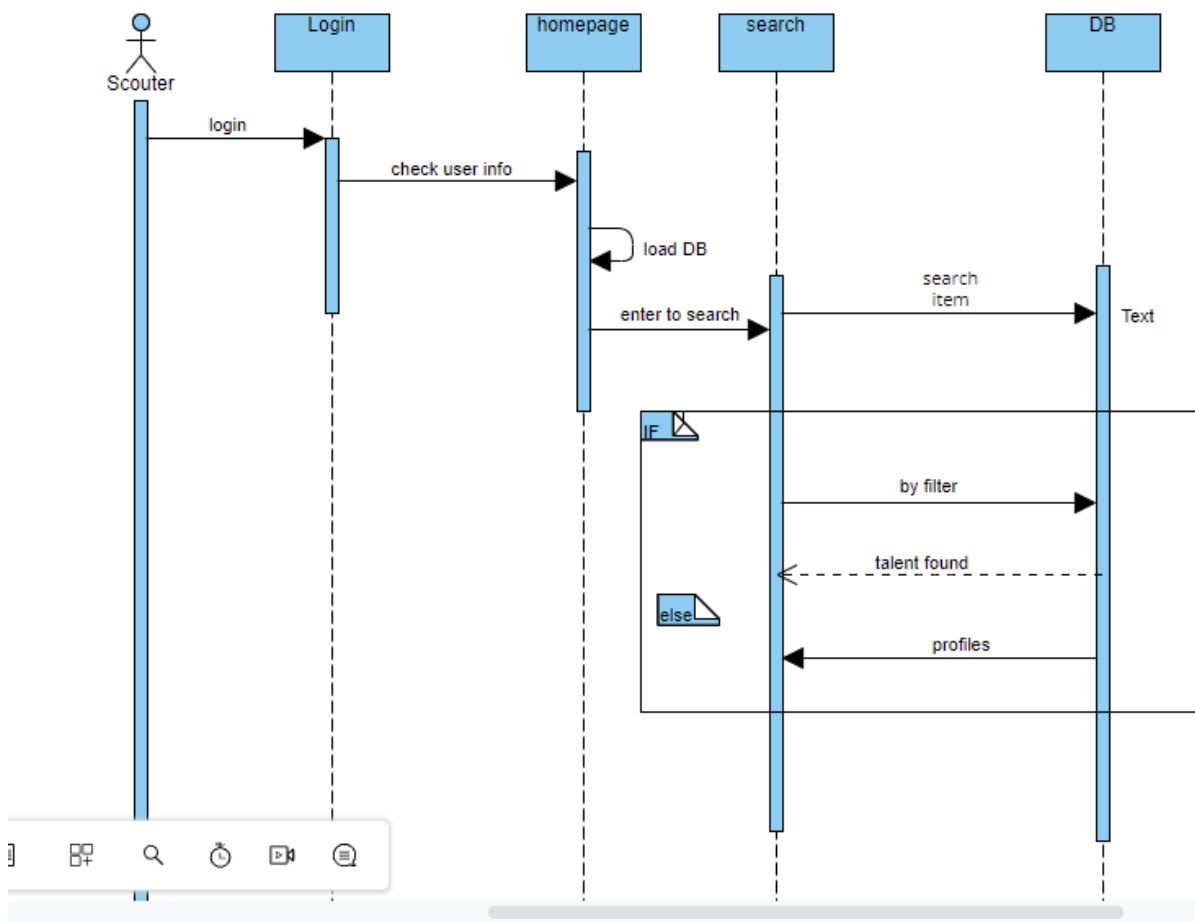 Login
homepage
search
DB
Scouter
login
check user info
load DB
search
item
enter to search
Text
IF
by filter
talent found
else
profiles